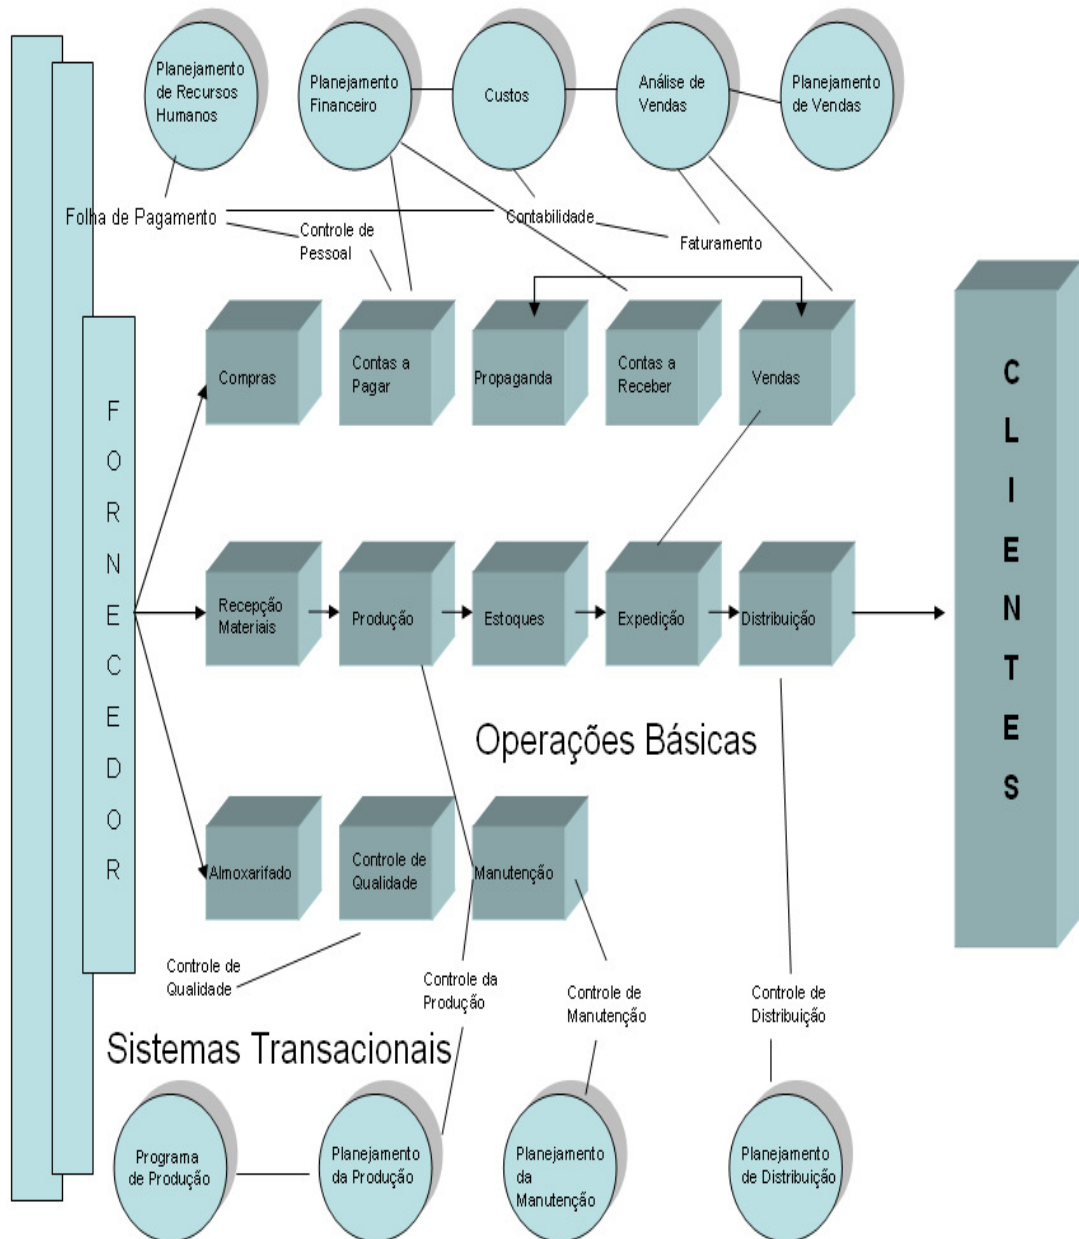 Planejamento
de Recursos
Humanos
Planejamento
Financeiro
Custos
Análise de
Vendas
Planejamento
de Vendas
Folha de Pagamento
Controle de
Pessoal
Contabilidade
Faturamento
FORNECEDOR
Compras
Contas a
Pagar
Propaganda
Contas a
Receber
Vendas
CLIENTES
Recepção
Materiais
Produção
Estoques
Expedição
Distribuição
Operações Básicas
Almoxarifado
Controle de
Qualidade
Manutenção
Controle de
Qualidade
Controle da
Produção
Controle de
Manutenção
Controle de
Distribuição
Sistemas Transacionais
Programa
de Produção
Planejamento
da Produção
Planejamento
da
Manutenção
Planejamento
de Distribuição